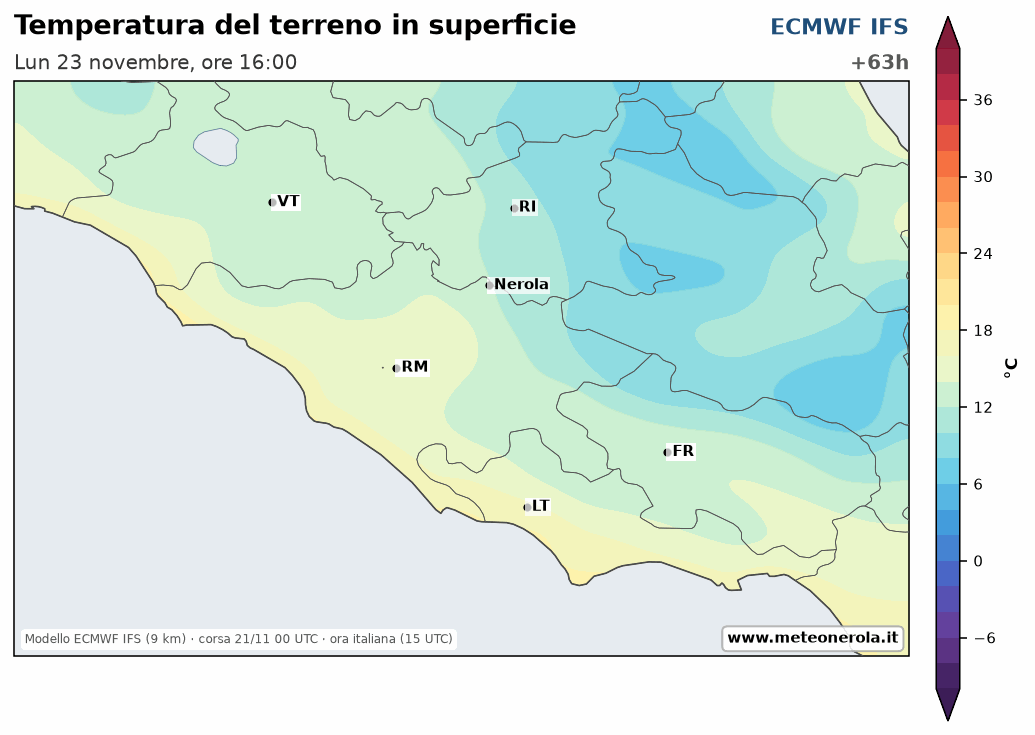 Temperatura del terreno in superficie
ECMWF IFS
Lun 23 novembre, ore 16:00
+63h
VT
RI
Nerola
RM
FR
LT
36
30
24
18
12
6
0
−6
°C
Modello ECMWF IFS (9 km) · corsa 21/11 00 UTC · ora italiana (15 UTC)
www.meteonerola.it